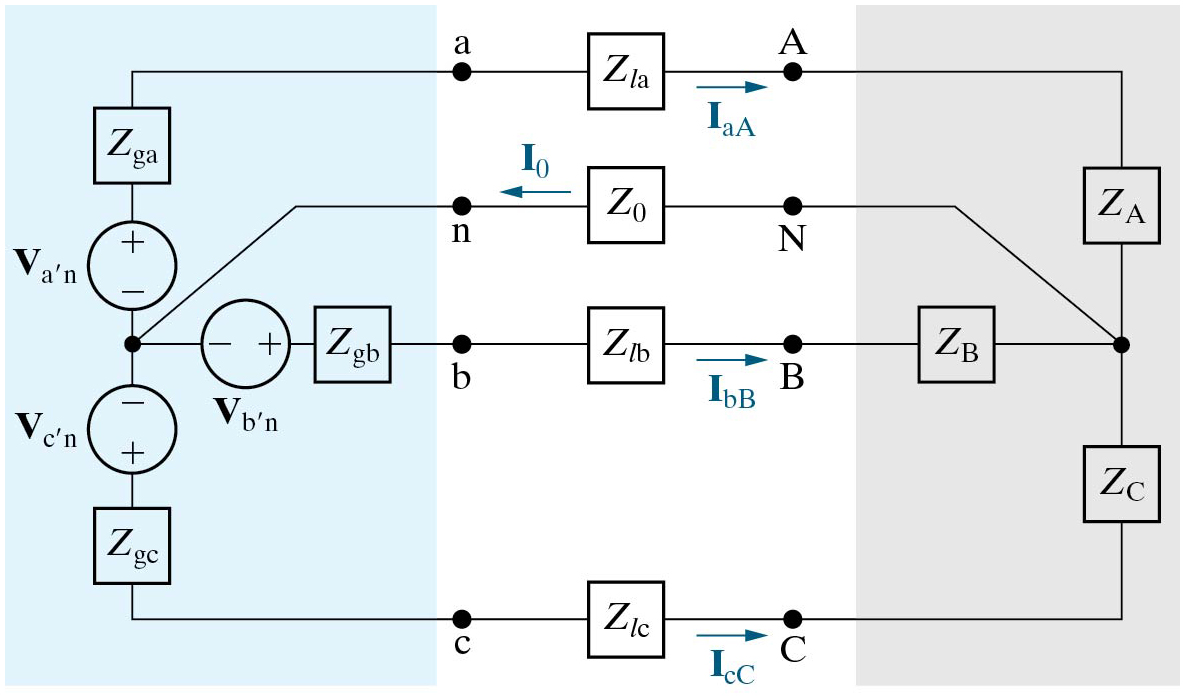 a
A
Z_la
I_aA
Z_ga
I_0
Z_0
Z_A
n
N
+
V_a′n
−
− +
Z_gb
Z_lb
Z_B
b
B
I_bB
V_b′n
−
V_c′n
+
Z_C
Z_gc
Z_lc
c
C
I_cC